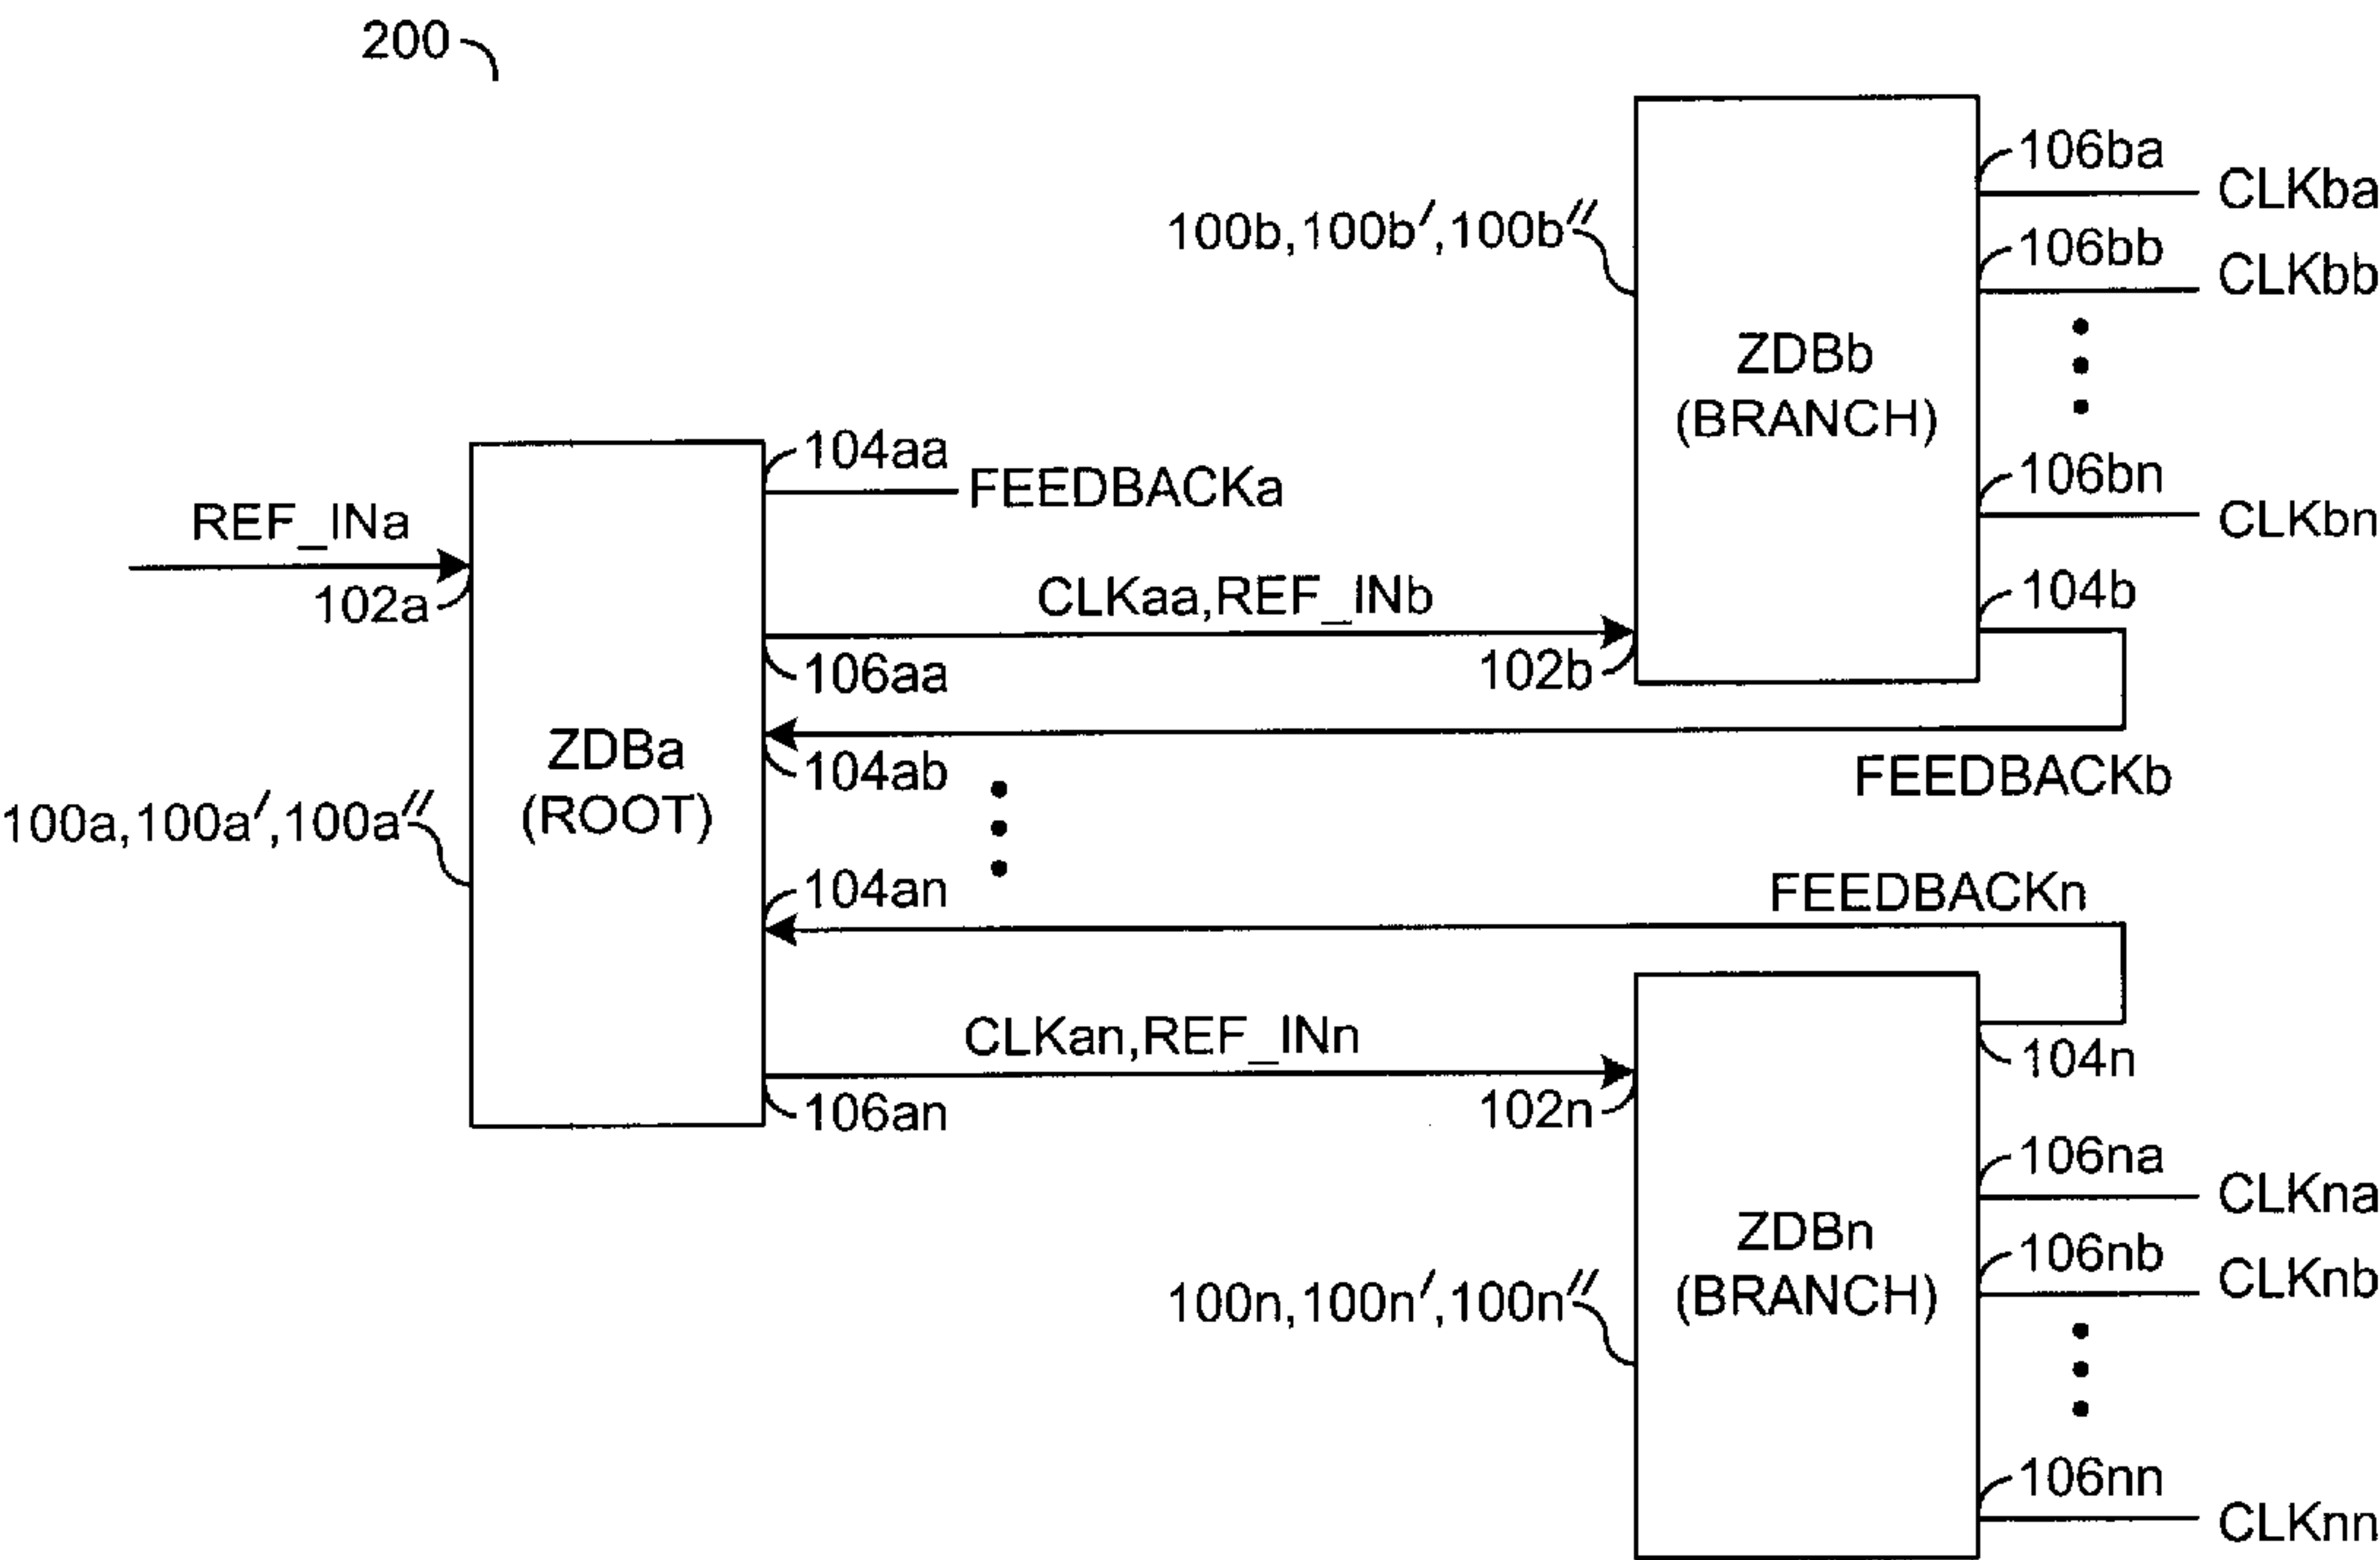 200
106ba
CLKba
100b,100b′,100b″
106bb
CLKbb
ZDBb
(BRANCH)
104aa
FEEDBACKa
106bn
CLKbn
REF_INa
102a
CLKaa,REF_INb
104b
106aa
102b
ZDBa
(ROOT)
104ab
FEEDBACKb
100a,100a′,100a″
104an
FEEDBACKn
CLKan,REF_INn
104n
106an
102n
106na
CLKna
ZDBn
(BRANCH)
106nb
CLKnb
100n,100n′,100n″
106nn
CLKnn